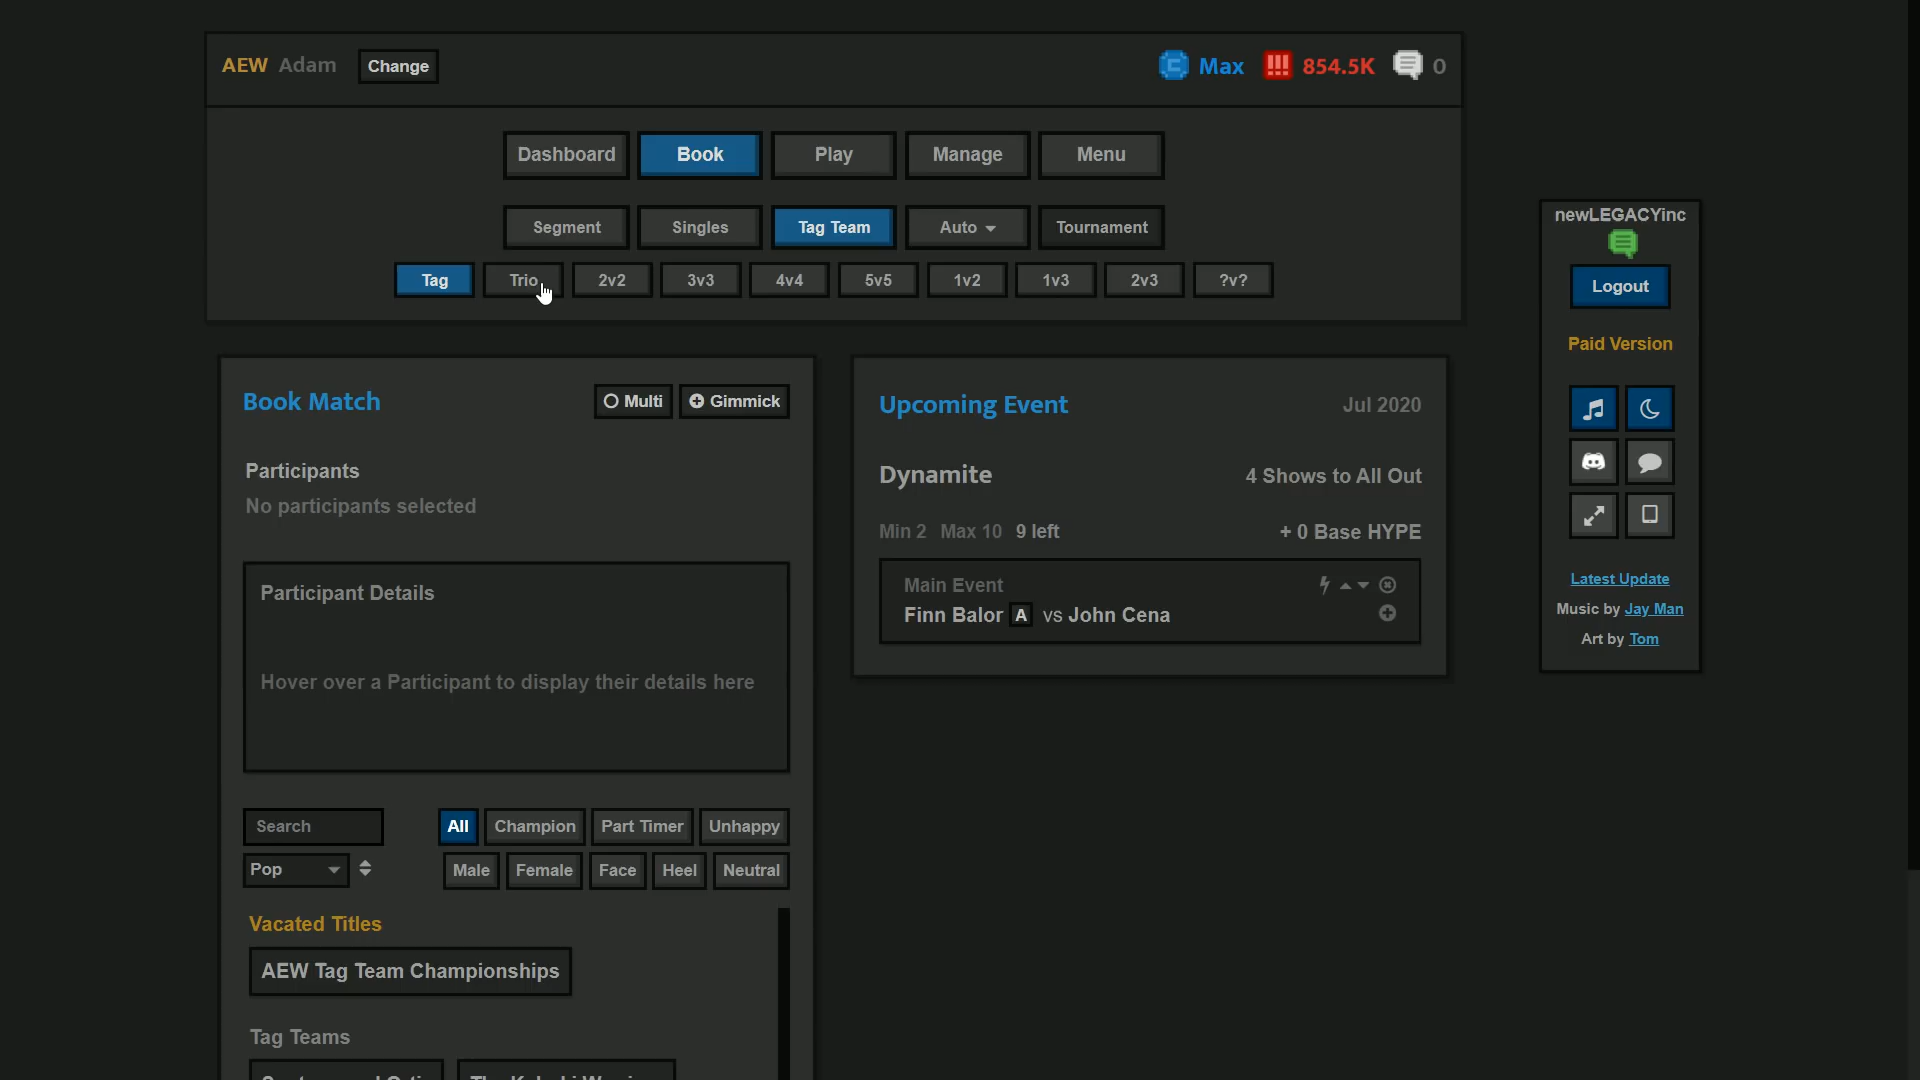 AEW Adam Change
Max 854.5K 0
Dashboard Book Play Manage Menu
Segment Singles Tag Team Auto Tournament
Tag Trio 2v2 3v3 4v4 5v5 1v2 1v3 2v3 ?v?
newLEGACYinc
Logout
Paid Version
Latest Update
Music by Jay Man
Art by Tom
Book Match Multi Gimmick
Participants
No participants selected
Participant Details
Hover over a Participant to display their details here
Search All Champion Part Timer Unhappy
Pop Male Female Face Heel Neutral
Vacated Titles
AEW Tag Team Championships
Tag Teams
Upcoming Event Jul 2020
Dynamite 4 Shows to All Out
Min 2 Max 10 9 left + 0 Base HYPE
Main Event
Finn Balor A vs John Cena